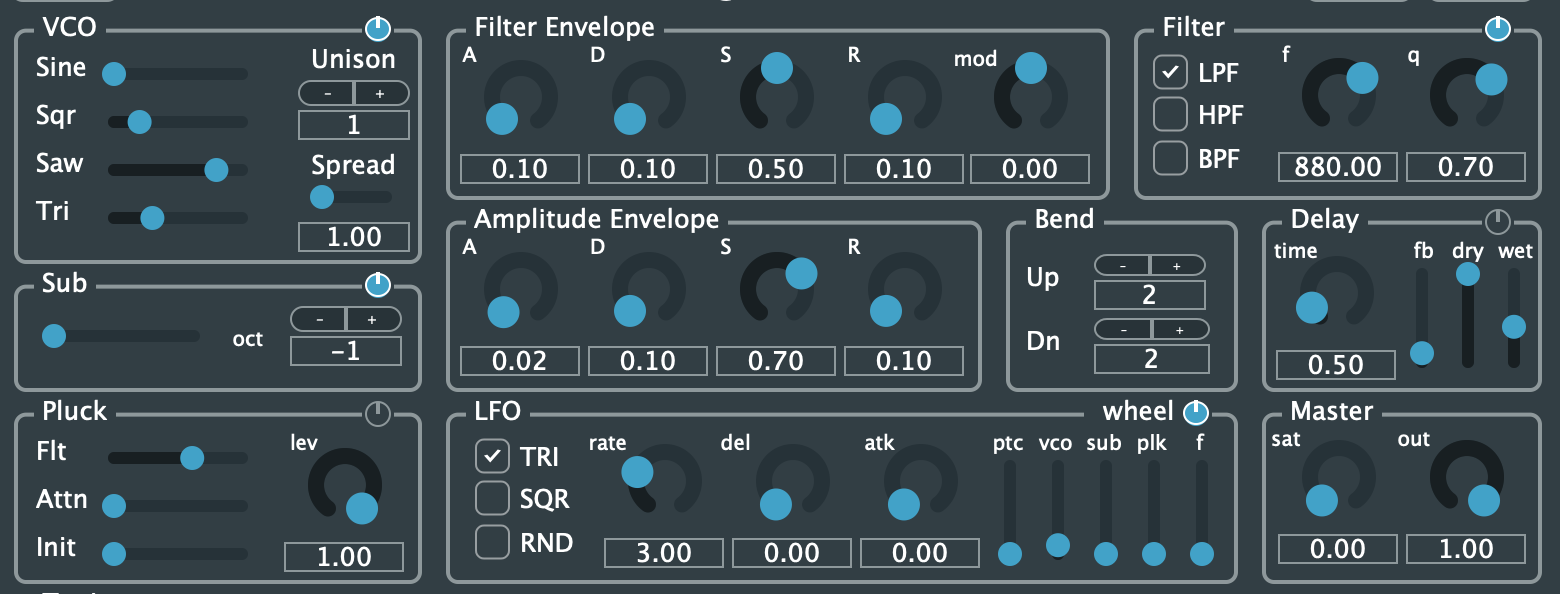 VCO
Sine
Sqr
Saw
Tri
Unison
- +
1
Spread
1.00
Filter Envelope
A D S R mod
0.10 0.10 0.50 0.10 0.00
Filter
LPF
HPF
BPF
f q
880.00 0.70
Sub
oct
- +
−1
Amplitude Envelope
A D S R
0.02 0.10 0.70 0.10
Bend
Up
- +
2
Dn
- +
2
Delay
time fb dry wet
0.50
Pluck
Flt
Attn
Init
lev
1.00
LFO
wheel
TRI
SQR
RND
rate del atk ptc vco sub plk f
3.00 0.00 0.00
Master
sat out
0.00 1.00